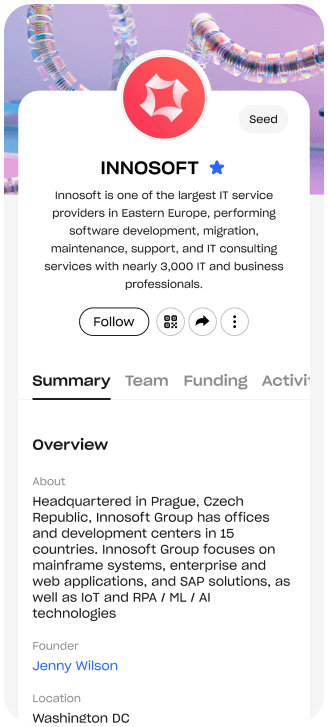 Seed
INNOSOFT
Innosoft is one of the largest IT service
providers in Eastern Europe, performing
software development, migration,
maintenance, support, and IT consulting
services with nearly 3,000 IT and business
professionals.
Follow
Summary Team Funding Activit
Overview
About
Headquartered in Prague, Czech
Republic, Innosoft Group has offices
and development centers in 15
countries. Innosoft Group focuses on
mainframe systems, enterprise and
web applications, and SAP solutions, as
well as IoT and RPA / ML / AI
technologies
Founder
Jenny Wilson
Location
Washington DC